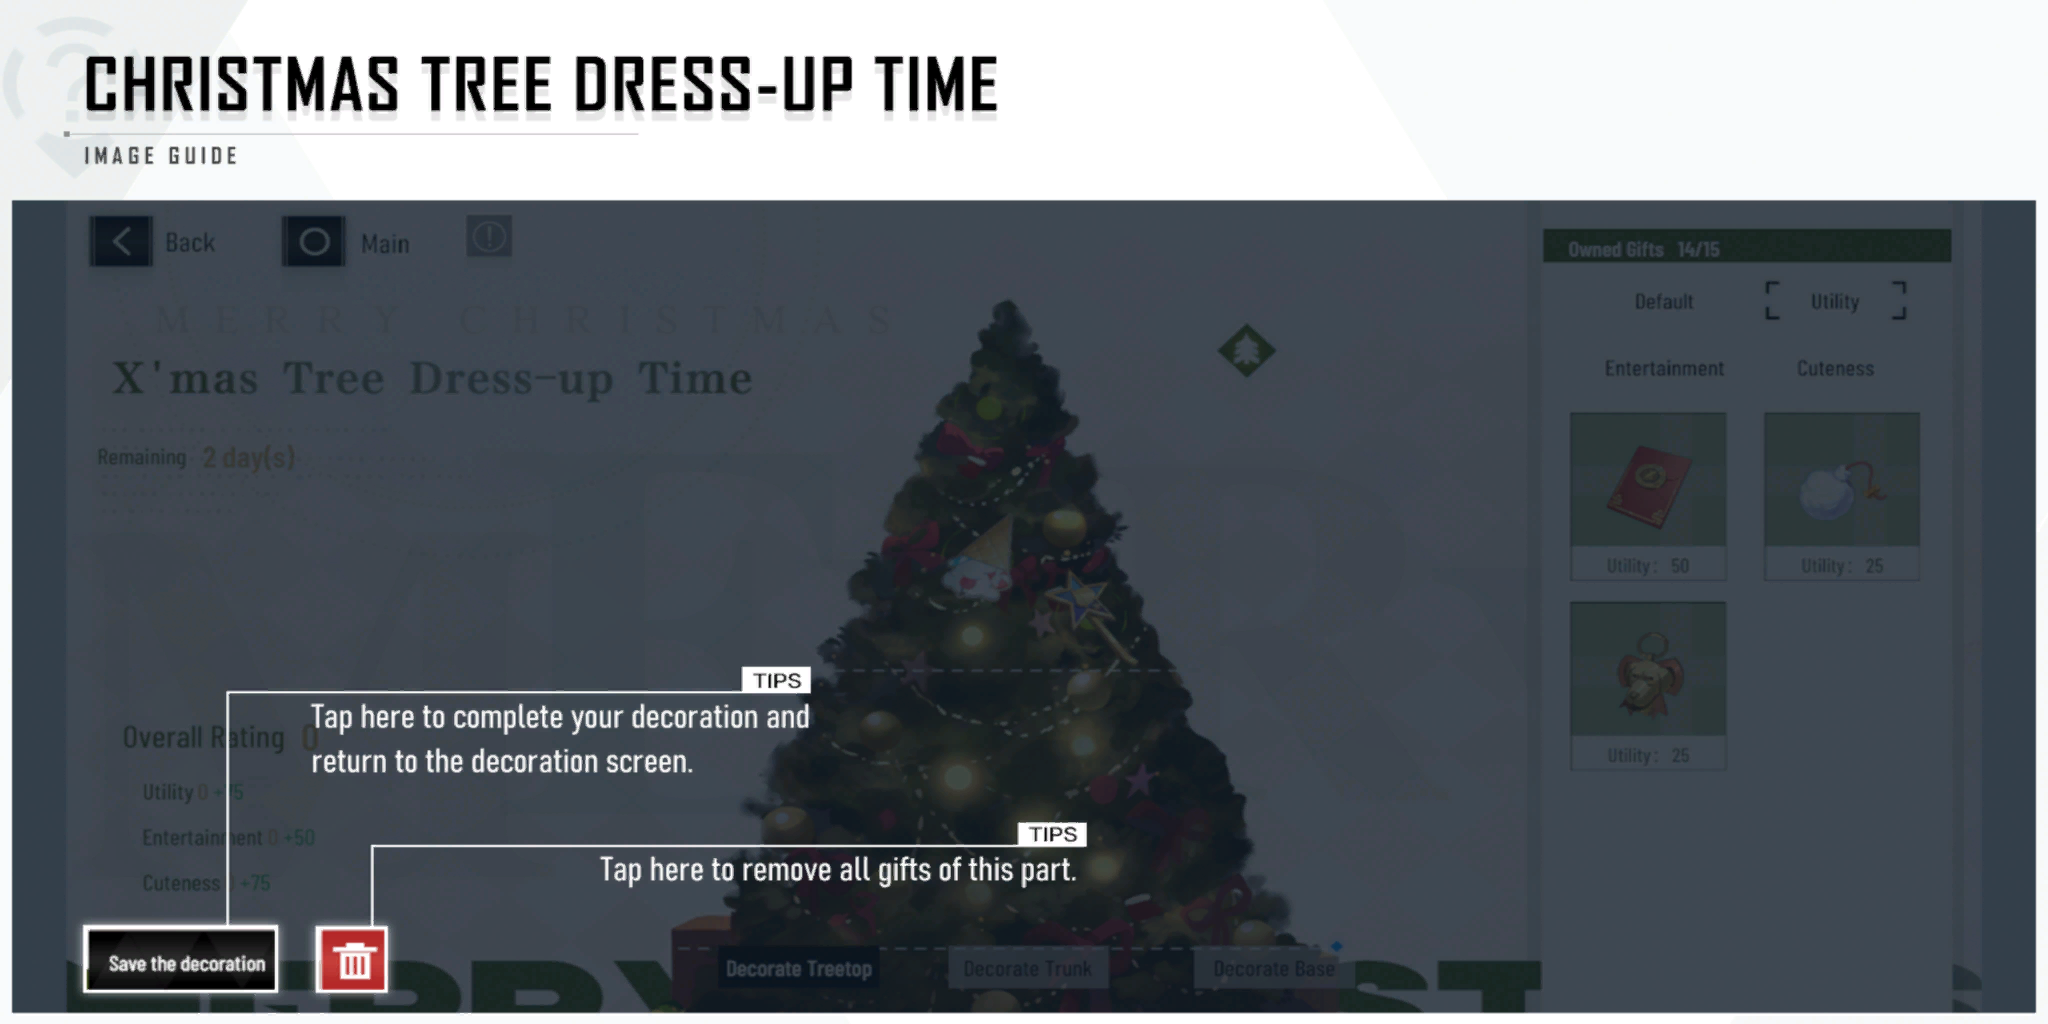 CHRISTMAS TREE DRESS-UP TIME
IMAGE GUIDE
Back
Main
MERRY CHRISTMAS
X'mas Tree Dress-up Time
Remaining 2 day(s)
Owned Gifts 14/15
Default
Utility
Entertainment
Cuteness
Utility: 50
Utility: 25
Utility: 25
TIPS
Tap here to complete your decoration and
return to the decoration screen.
Overall Rating 0
Utility 0 +75
Entertainment 0 +50
Cuteness 0 +75
TIPS
Tap here to remove all gifts of this part.
Save the decoration
Decorate Treetop
Decorate Trunk
Decorate Base